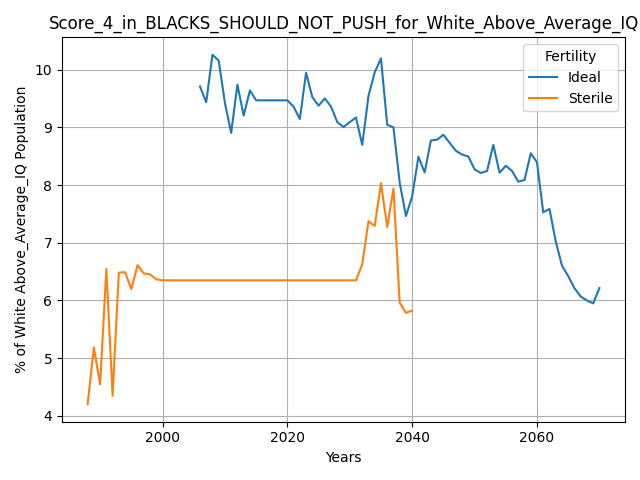 Score_4_in_BLACKS_SHOULD_NOT_PUSH_for_White_Above_Average_IQ
% of White Above_Average_IQ Population
10
9
8
7
6
5
4
Fertility
Ideal
Sterile
2000
2020
2040
2060
Years